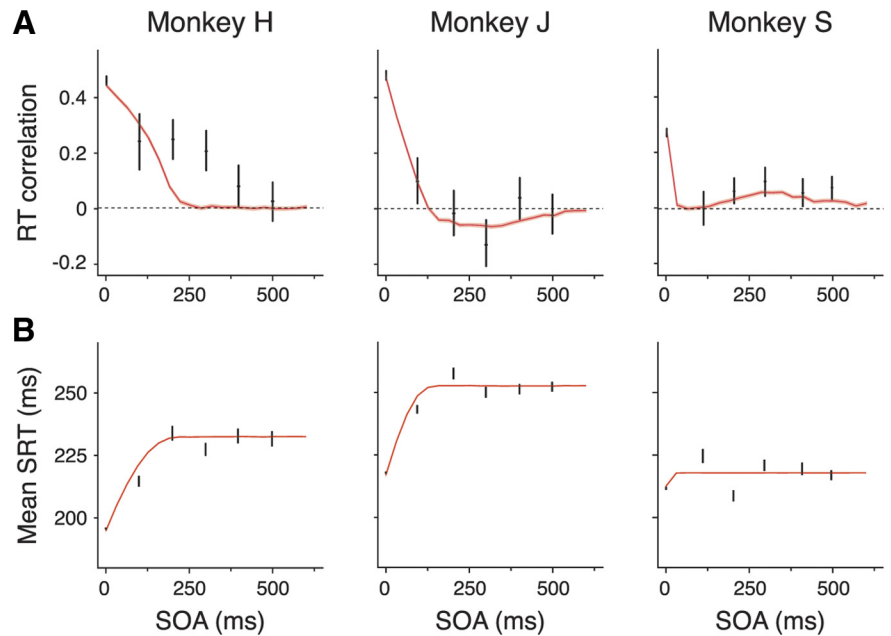 A
Monkey H
Monkey J
Monkey S
RT correlation
0.4
0.2
0
-0.2
0 250 500
0 250 500
0 250 500
B
Mean SRT (ms)
250
225
200
0 250 500
0 250 500
0 250 500
SOA (ms)
SOA (ms)
SOA (ms)